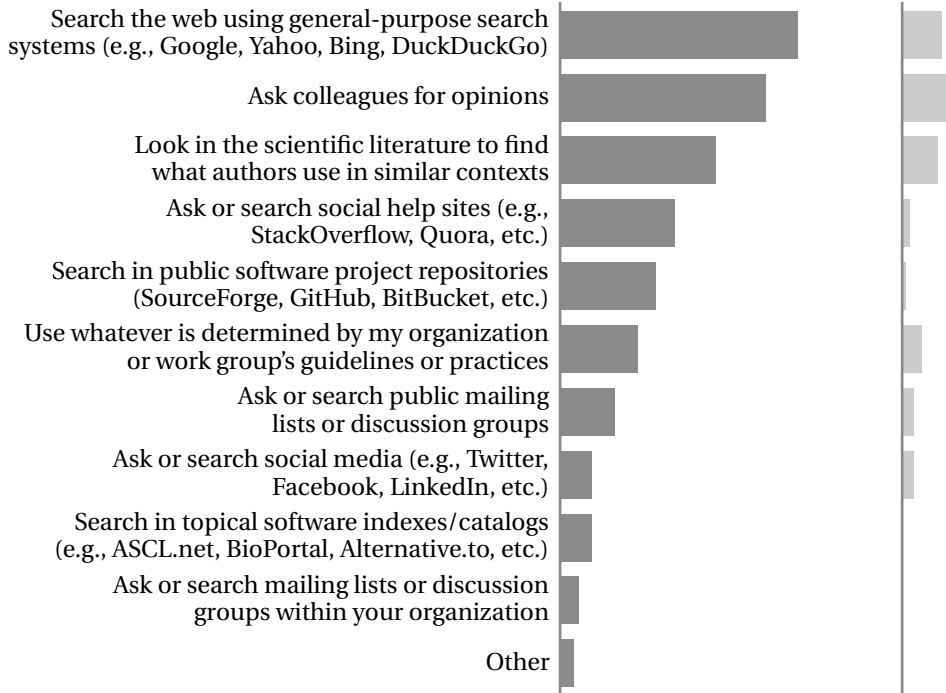 Search the web using general-purpose search
systems (e.g., Google, Yahoo, Bing, DuckDuckGo)
Ask colleagues for opinions
Look in the scientific literature to find
what authors use in similar contexts
Ask or search social help sites (e.g.,
StackOverflow, Quora, etc.)
Search in public software project repositories
(SourceForge, GitHub, BitBucket, etc.)
Use whatever is determined by my organization
or work group's guidelines or practices
Ask or search public mailing
lists or discussion groups
Ask or search social media (e.g., Twitter,
Facebook, LinkedIn, etc.)
Search in topical software indexes/catalogs
(e.g., ASCL.net, BioPortal, Alternative.to, etc.)
Ask or search mailing lists or discussion
groups within your organization
Other